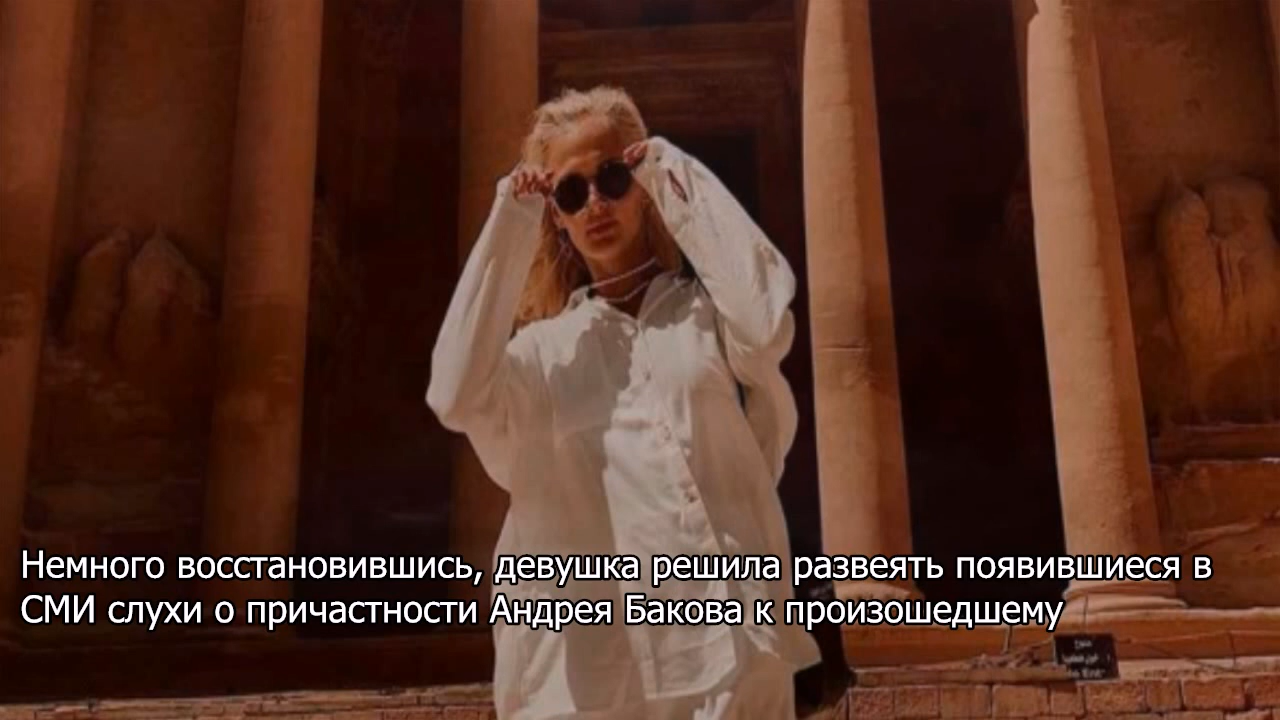 Немного восстановившись, девушка решила развеять появившиеся в
СМИ слухи о причастности Андрея Бакова к произошедшему